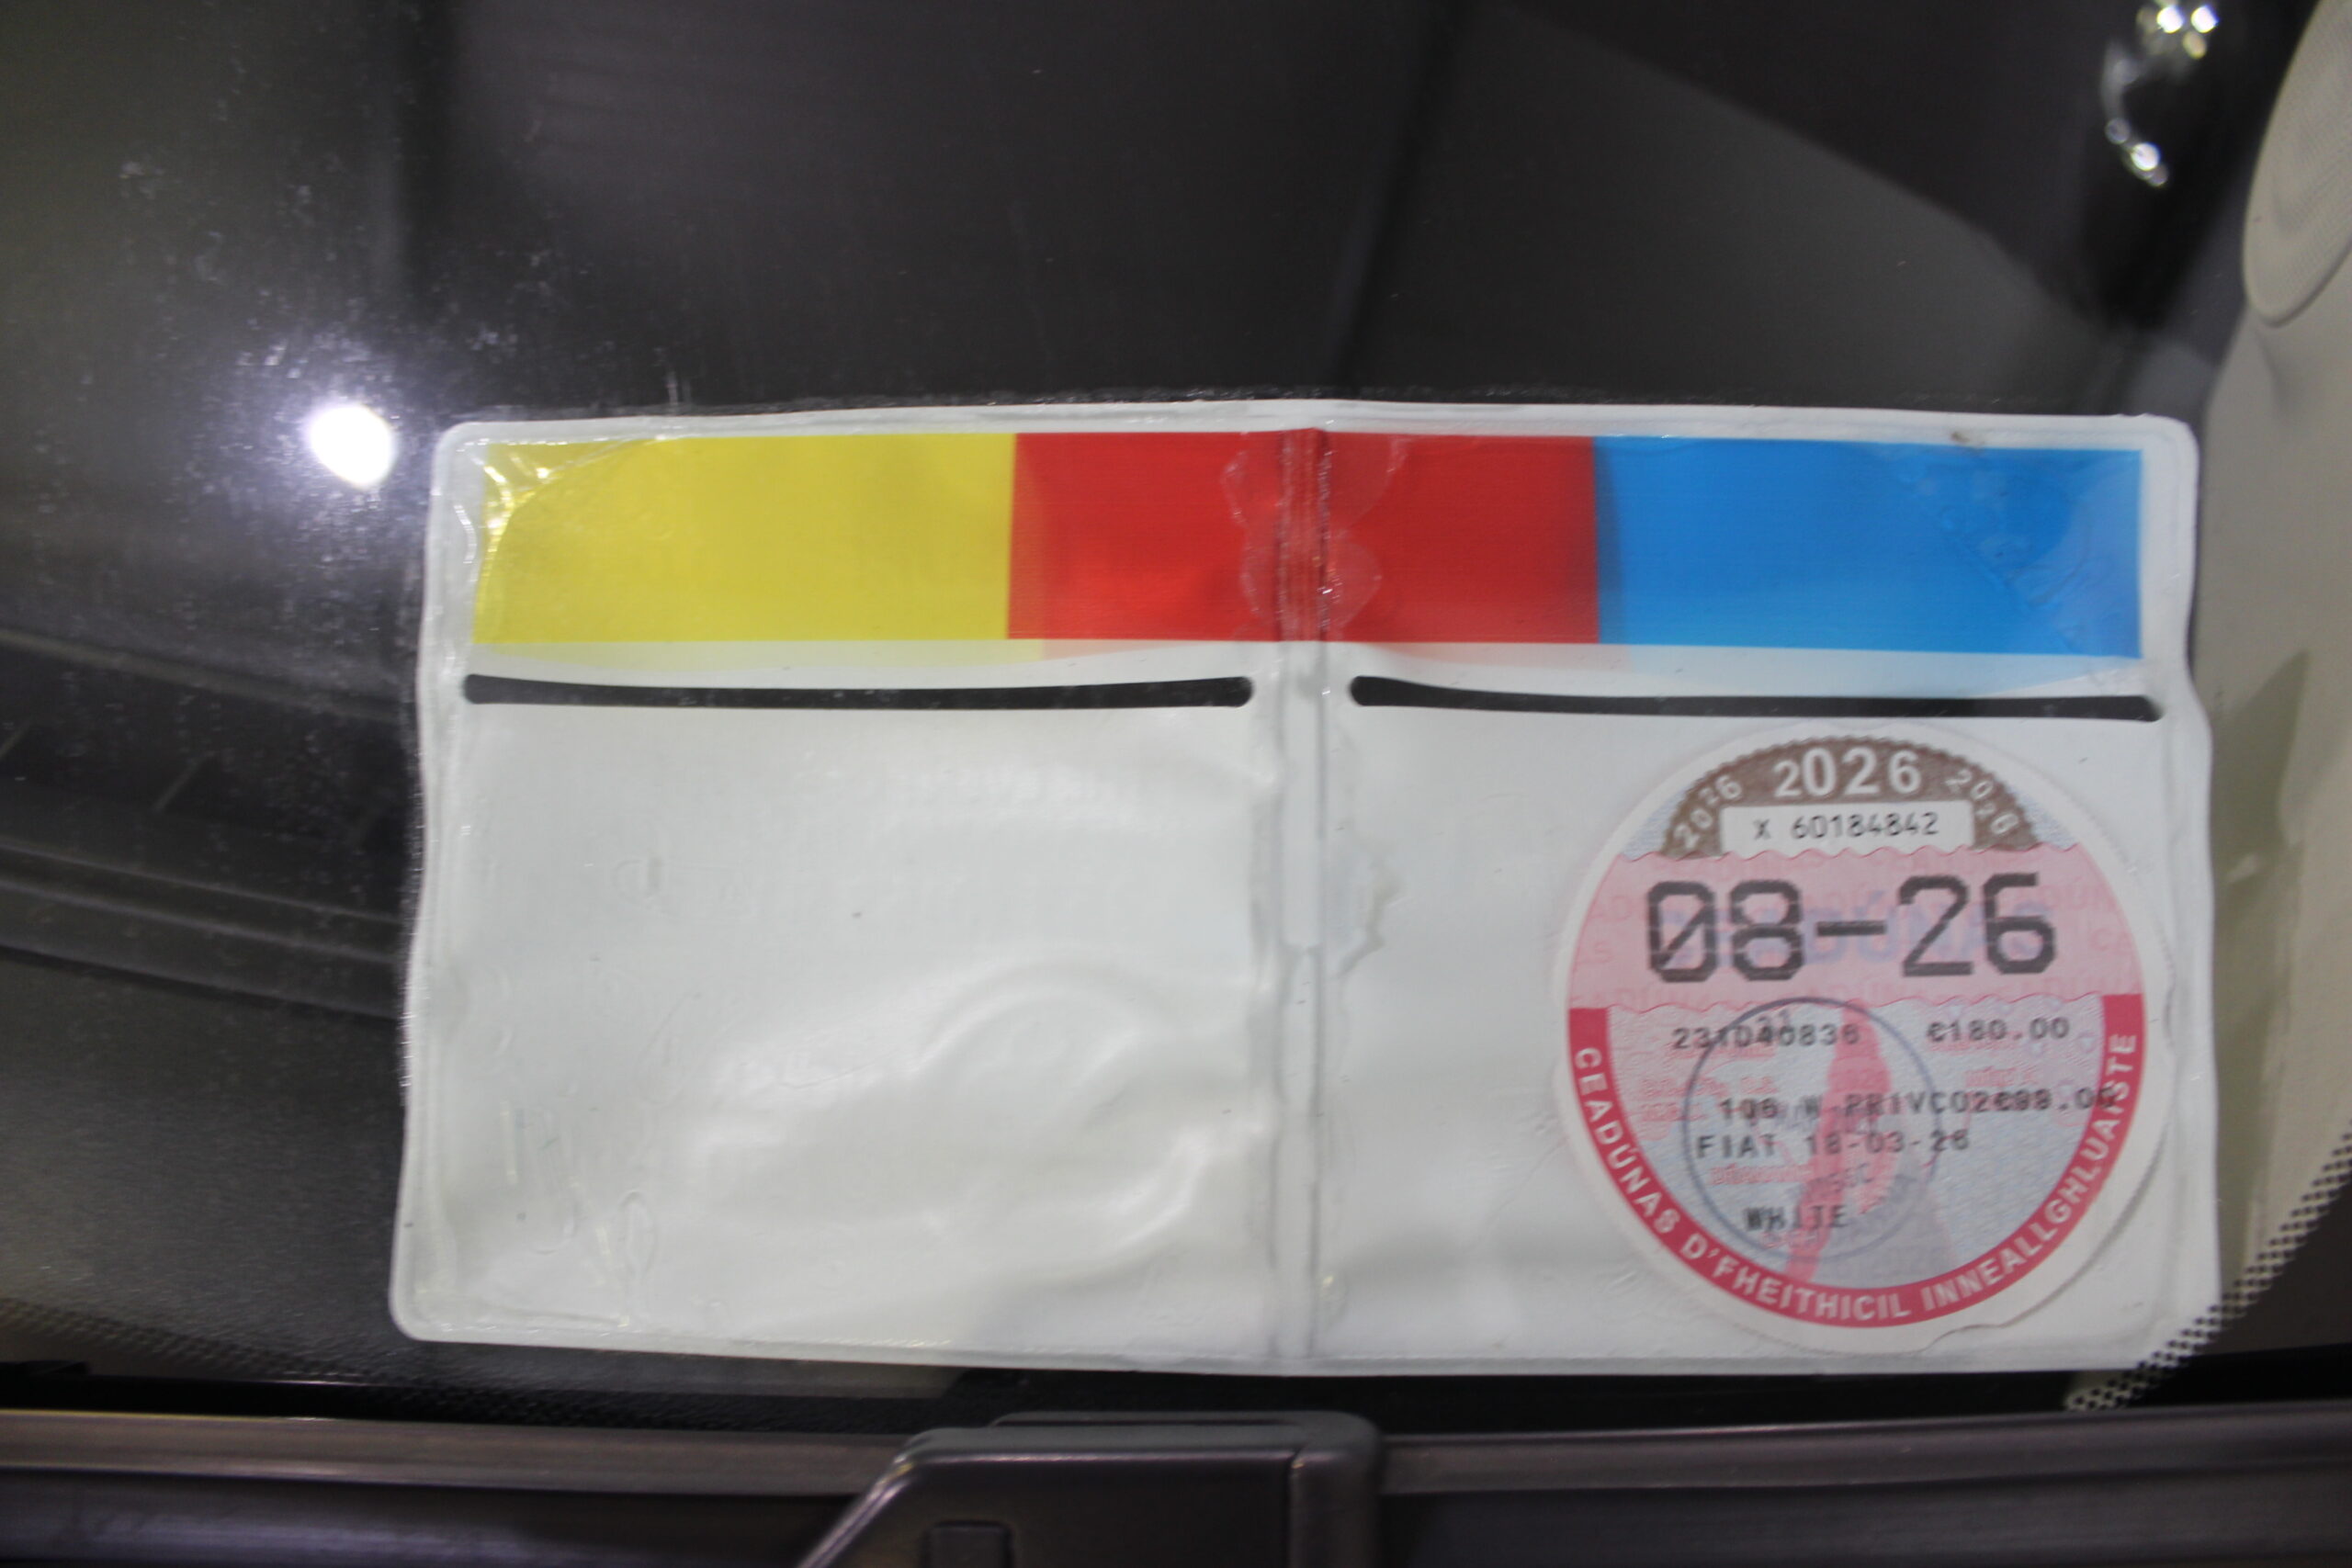 2026 2026 2026
X 60184842
08-26
€180.00
FIAT 18-03-26
WHITE
CEADÚNAS D'FHEITHICIL INNEALLGHLUAISTE